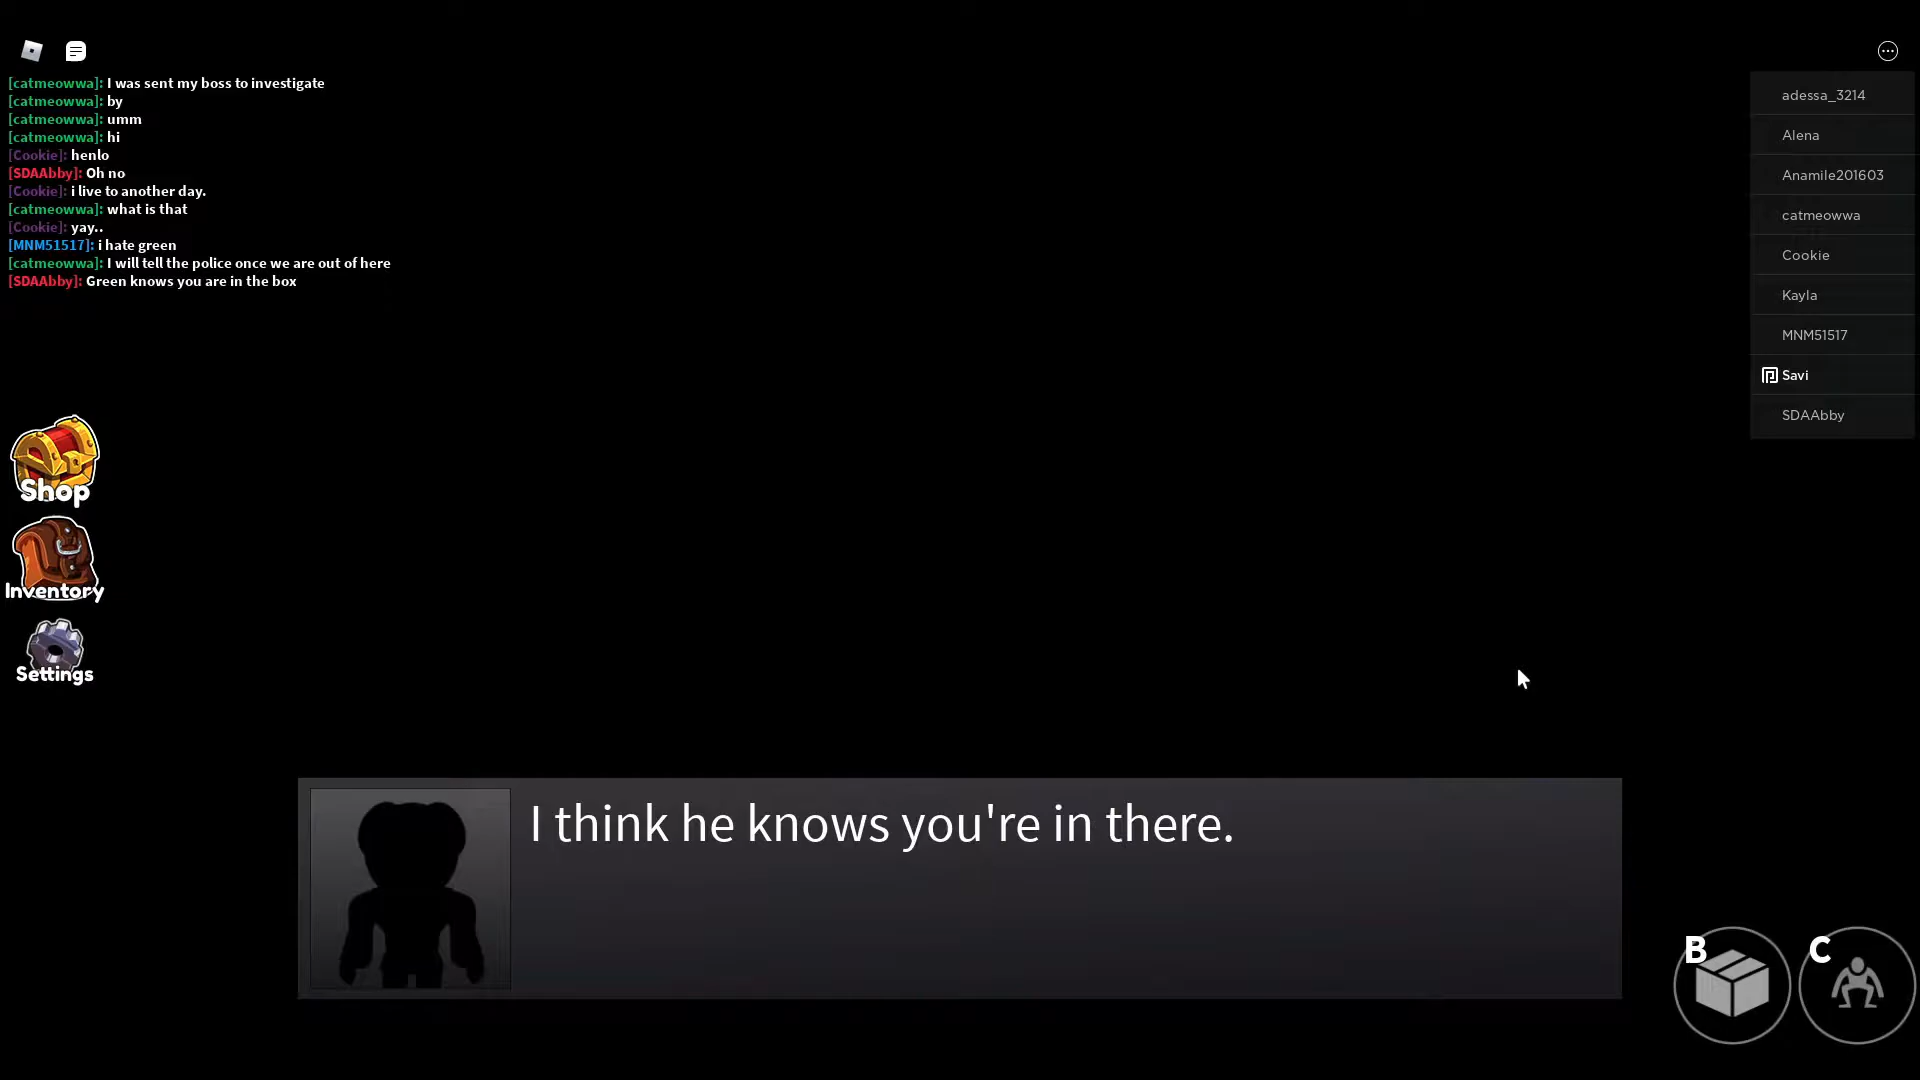 [catmeowwa]: I was sent my boss to investigate
[catmeowwa]: by
[catmeowwa]: umm
[catmeowwa]: hi
[Cookie]: henlo
[SDAAbby]: Oh no
[Cookie]: i live to another day.
[catmeowwa]: what is that
[Cookie]: yay..
[MNM51517]: i hate green
[catmeowwa]: I will tell the police once we are out of here
[SDAAbby]: Green knows you are in the box
adessa_3214
Alena
Anamile201603
catmeowwa
Cookie
Kayla
MNM51517
Savi
SDAAbby
Shop
Inventory
Settings
I think he knows you're in there.
B
C